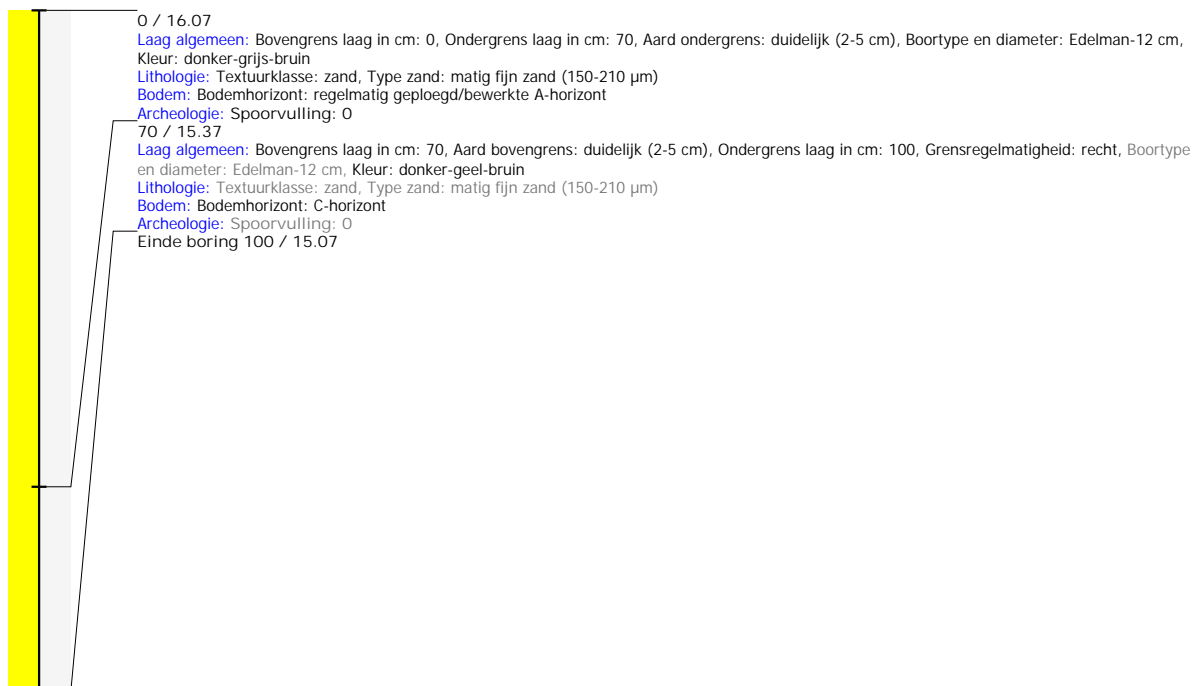 0 / 16.07
Laag algemeen: Bovengrens laag in cm: 0, Ondergrens laag in cm: 70, Aard ondergrens: duidelijk (2-5 cm), Boortype en diameter: Edelman-12 cm,
Kleur: donker-grijs-bruin
Lithologie: Textuurklasse: zand, Type zand: matig fijn zand (150-210 µm)
Bodem: Bodemhorizont: regelmatig geploegd/bewerkte A-horizont
Archeologie: Spoorvulling: 0
70 / 15.37
Laag algemeen: Bovengrens laag in cm: 70, Aard bovengrens: duidelijk (2-5 cm), Ondergrens laag in cm: 100, Grensregelmatigheid: recht, Boortype
en diameter: Edelman-12 cm, Kleur: donker-geel-bruin
Lithologie: Textuurklasse: zand, Type zand: matig fijn zand (150-210 µm)
Bodem: Bodemhorizont: C-horizont
Archeologie: Spoorvulling: 0
Einde boring 100 / 15.07